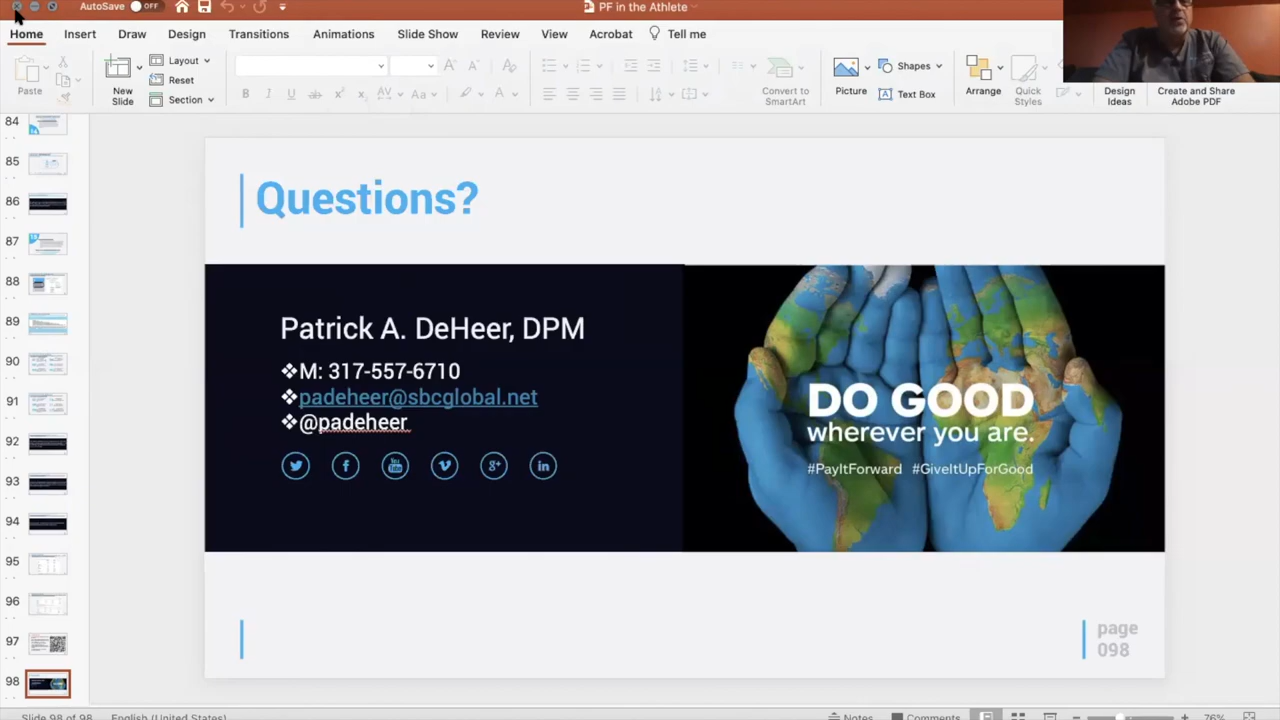 AutoSave OFF PF in the Athlete
Home Insert Draw Design Transitions Animations Slide Show Review View Acrobat Tell me
Paste New Slide Layout Reset Section Aa Convert to SmartArt Picture Shapes Text Box Arrange Quick Styles Design Ideas Create and Share Adobe PDF
84
85
86
87
88
89
90
91
92
93
94
95
96
97
98
Questions?
Patrick A. DeHeer, DPM
❖M: 317-557-6710
❖padeheer@sbcglobal.net
❖@padeheer
DO GOOD
wherever you are.
#PayItForward #GiveItUpForGood
page
098
Slide 98 of 98 English (United States) Notes Comments 76%